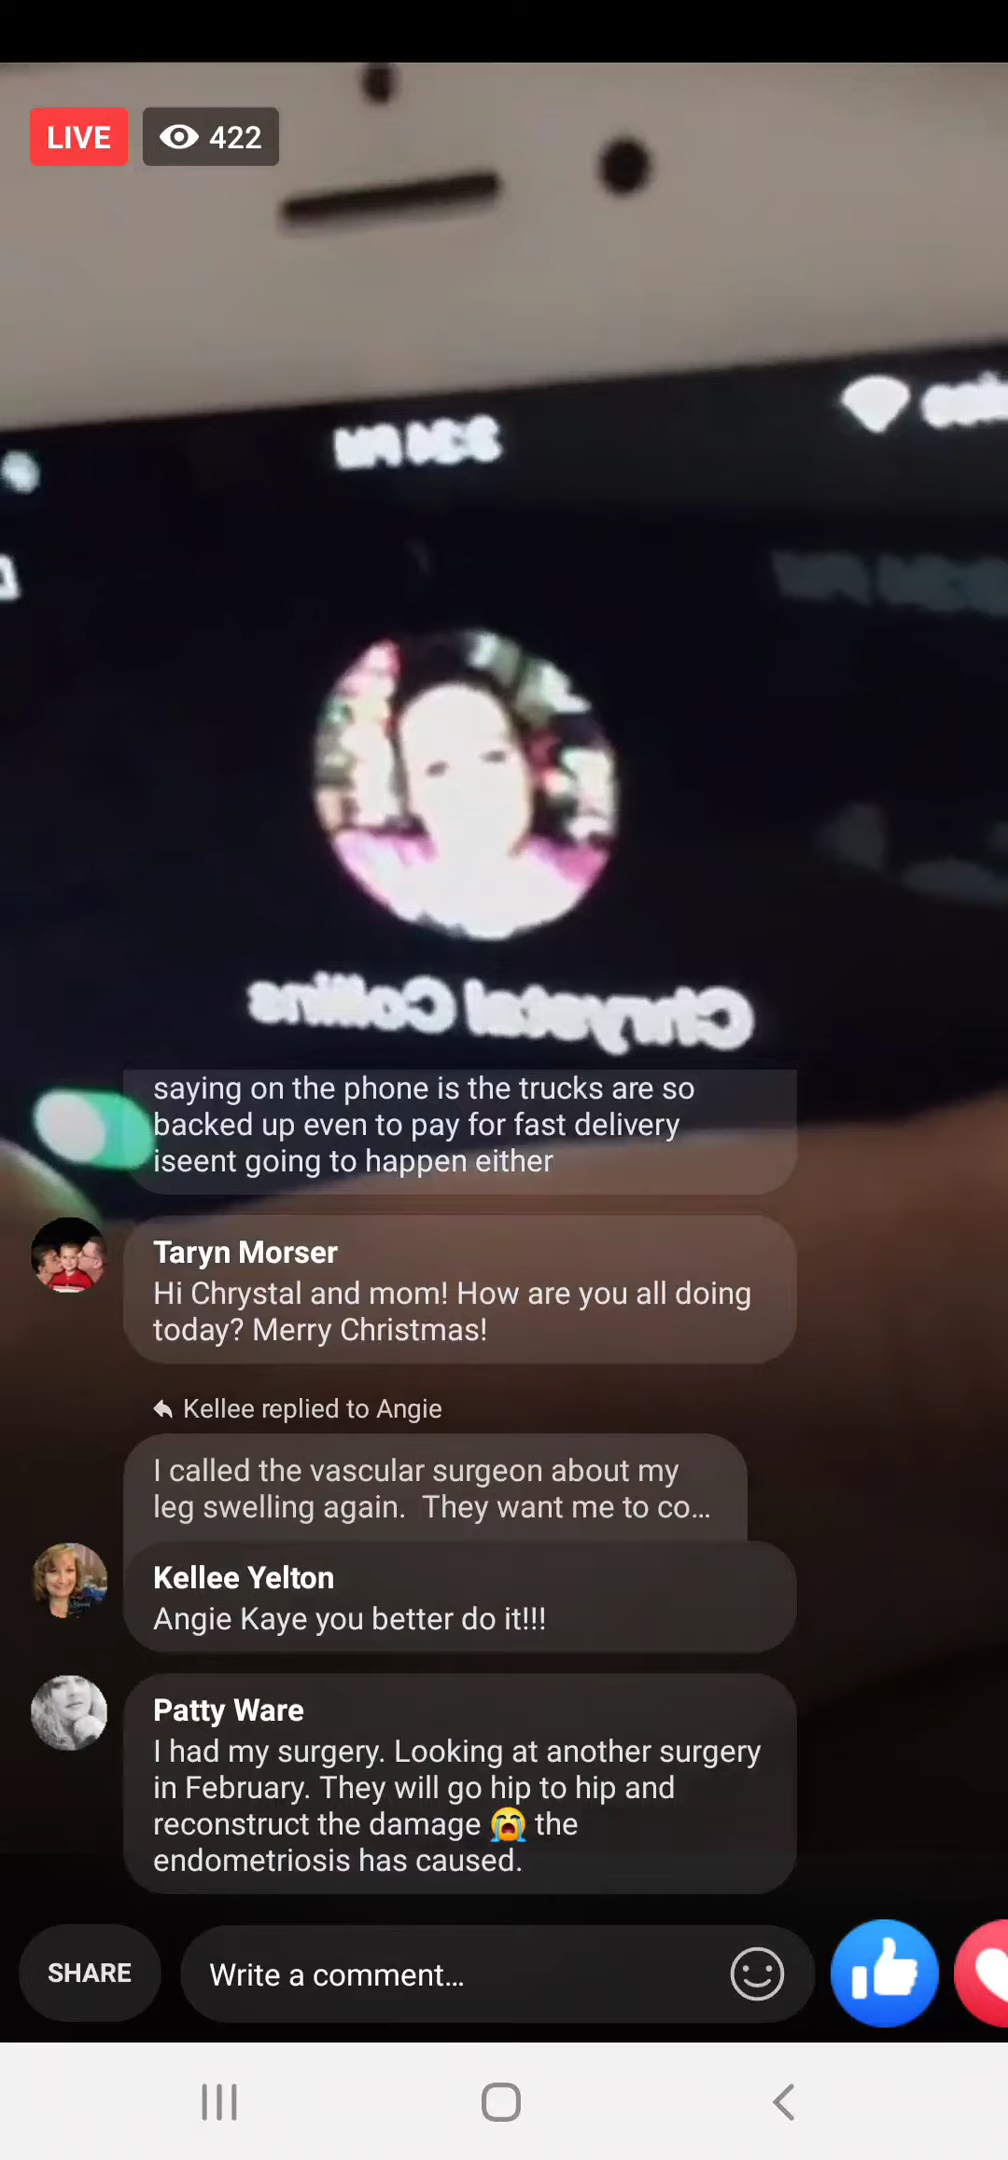 LIVE 422
Chrystal Collins
saying on the phone is the trucks are so
backed up even to pay for fast delivery
iseent going to happen either
Taryn Morser
Hi Chrystal and mom! How are you all doing
today? Merry Christmas!
Kellee replied to Angie
I called the vascular surgeon about my
leg swelling again.  They want me to co...
Kellee Yelton
Angie Kaye you better do it!!!
Patty Ware
I had my surgery. Looking at another surgery
in February. They will go hip to hip and
reconstruct the damage 😭 the
endometriosis has caused.
SHARE Write a comment...